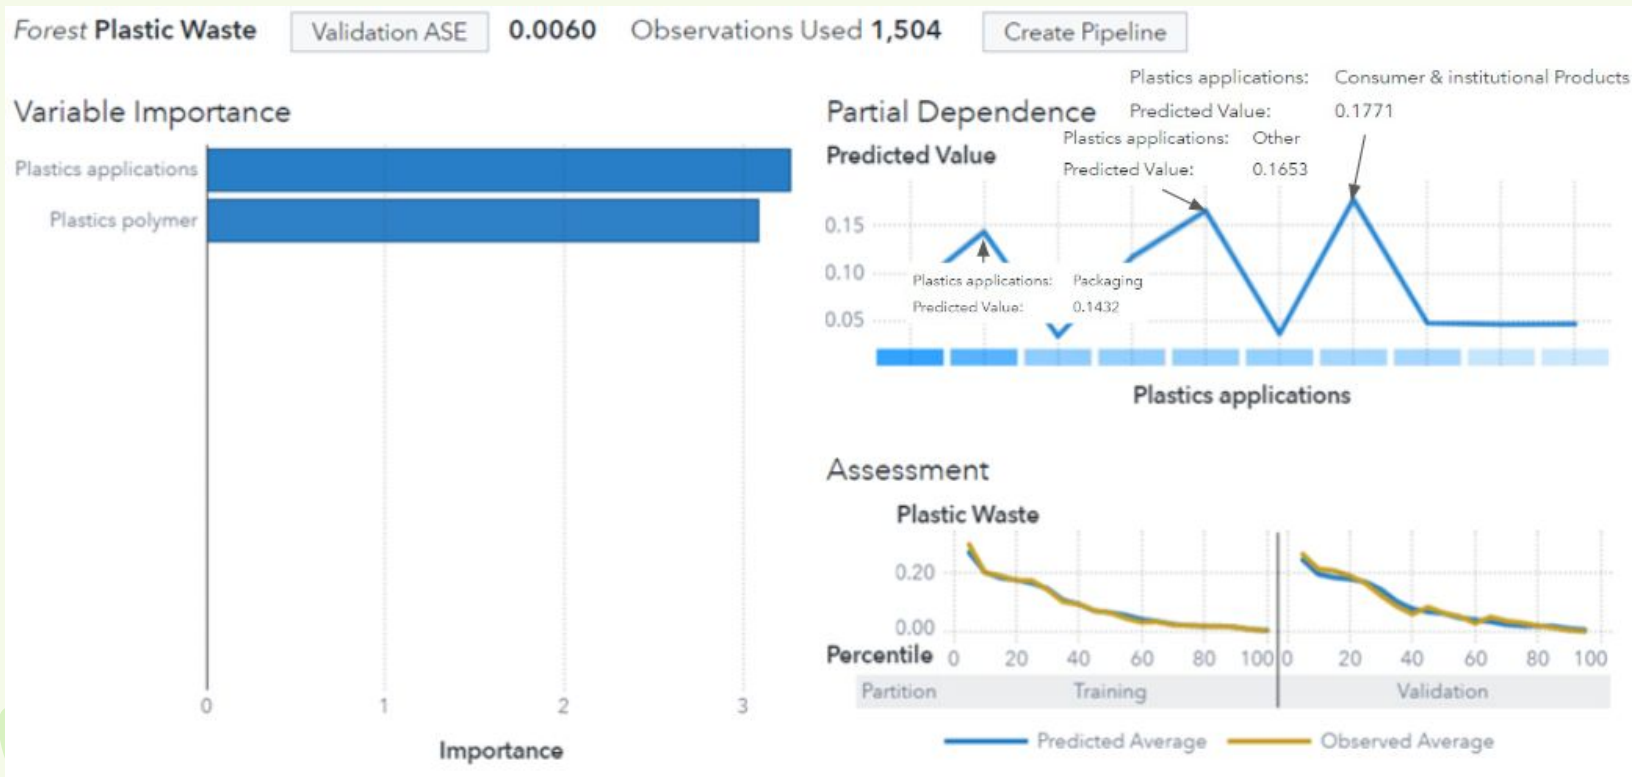 Forest Plastic Waste Validation ASE 0.0060 Observations Used 1,504 Create Pipeline
Variable Importance
Plastics applications
Plastics polymer
0 1 2 3
Importance
Partial Dependence
Plastics applications: Consumer & institutional Products
Predicted Value: 0.1771
Plastics applications: Other
Predicted Value: 0.1653
Predicted Value
0.15
0.10
0.05
Plastics applications: Packaging
Predicted Value: 0.1432
Plastics applications
Assessment
Plastic Waste
0.20
0.00
Percentile 0 20 40 60 80 100 0 20 40 60 80 100
Partition Training Validation
Predicted Average Observed Average